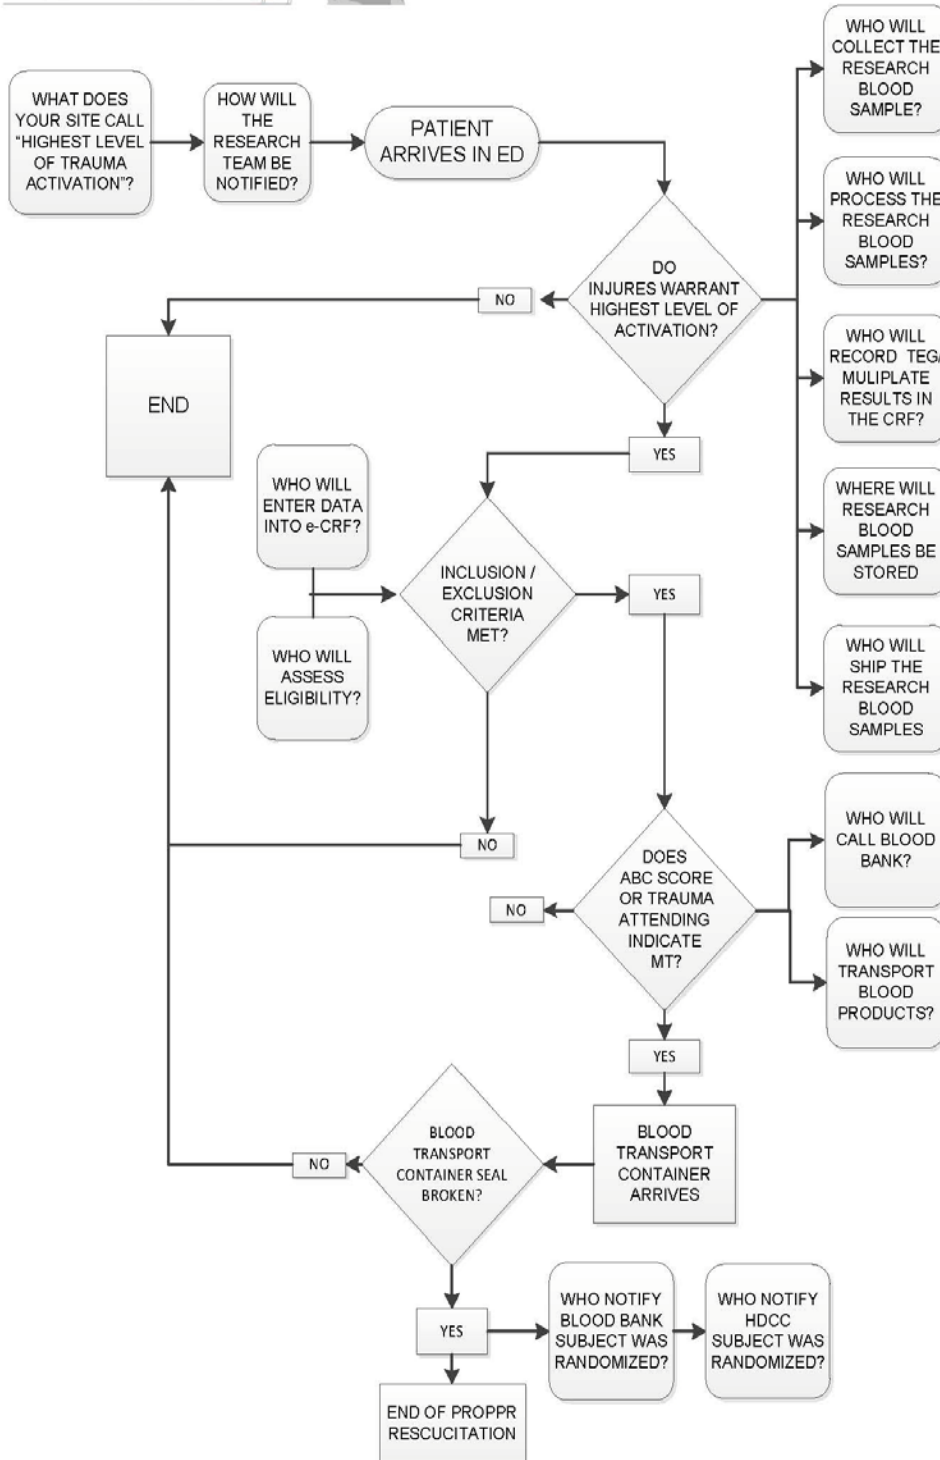 WHAT DOES
YOUR SITE CALL
"HIGHEST LEVEL
OF TRAUMA
ACTIVATION"?
HOW WILL
THE
RESEARCH
TEAM BE
NOTIFIED?
PATIENT
ARRIVES IN ED
WHO WILL
COLLECT THE
RESEARCH
BLOOD
SAMPLE?
WHO WILL
PROCESS THE
RESEARCH
BLOOD
SAMPLES?
DO
INJURES WARRANT
HIGHEST LEVEL OF
ACTIVATION?
NO
END
YES
WHO WILL
RECORD TEG/
MULIPLATE
RESULTS IN
THE CRF?
WHERE WILL
RESEARCH
BLOOD
SAMPLES BE
STORED
WHO WILL
SHIP THE
RESEARCH
BLOOD
SAMPLES
WHO WILL
ENTER DATA
INTO e-CRF?
WHO WILL
ASSESS
ELIGIBILITY?
INCLUSION /
EXCLUSION
CRITERIA
MET?
YES
NO
DOES
ABC SCORE
OR TRAUMA
ATTENDING
INDICATE
MT?
NO
WHO WILL
CALL BLOOD
BANK?
WHO WILL
TRANSPORT
BLOOD
PRODUCTS?
YES
BLOOD
TRANSPORT
CONTAINER
ARRIVES
BLOOD
TRANSPORT
CONTAINER SEAL
BROKEN?
NO
YES
WHO NOTIFY
BLOOD BANK
SUBJECT WAS
RANDOMIZED?
WHO NOTIFY
HDCC
SUBJECT WAS
RANDOMIZED?
END OF PROPPR
RESCUCITATION